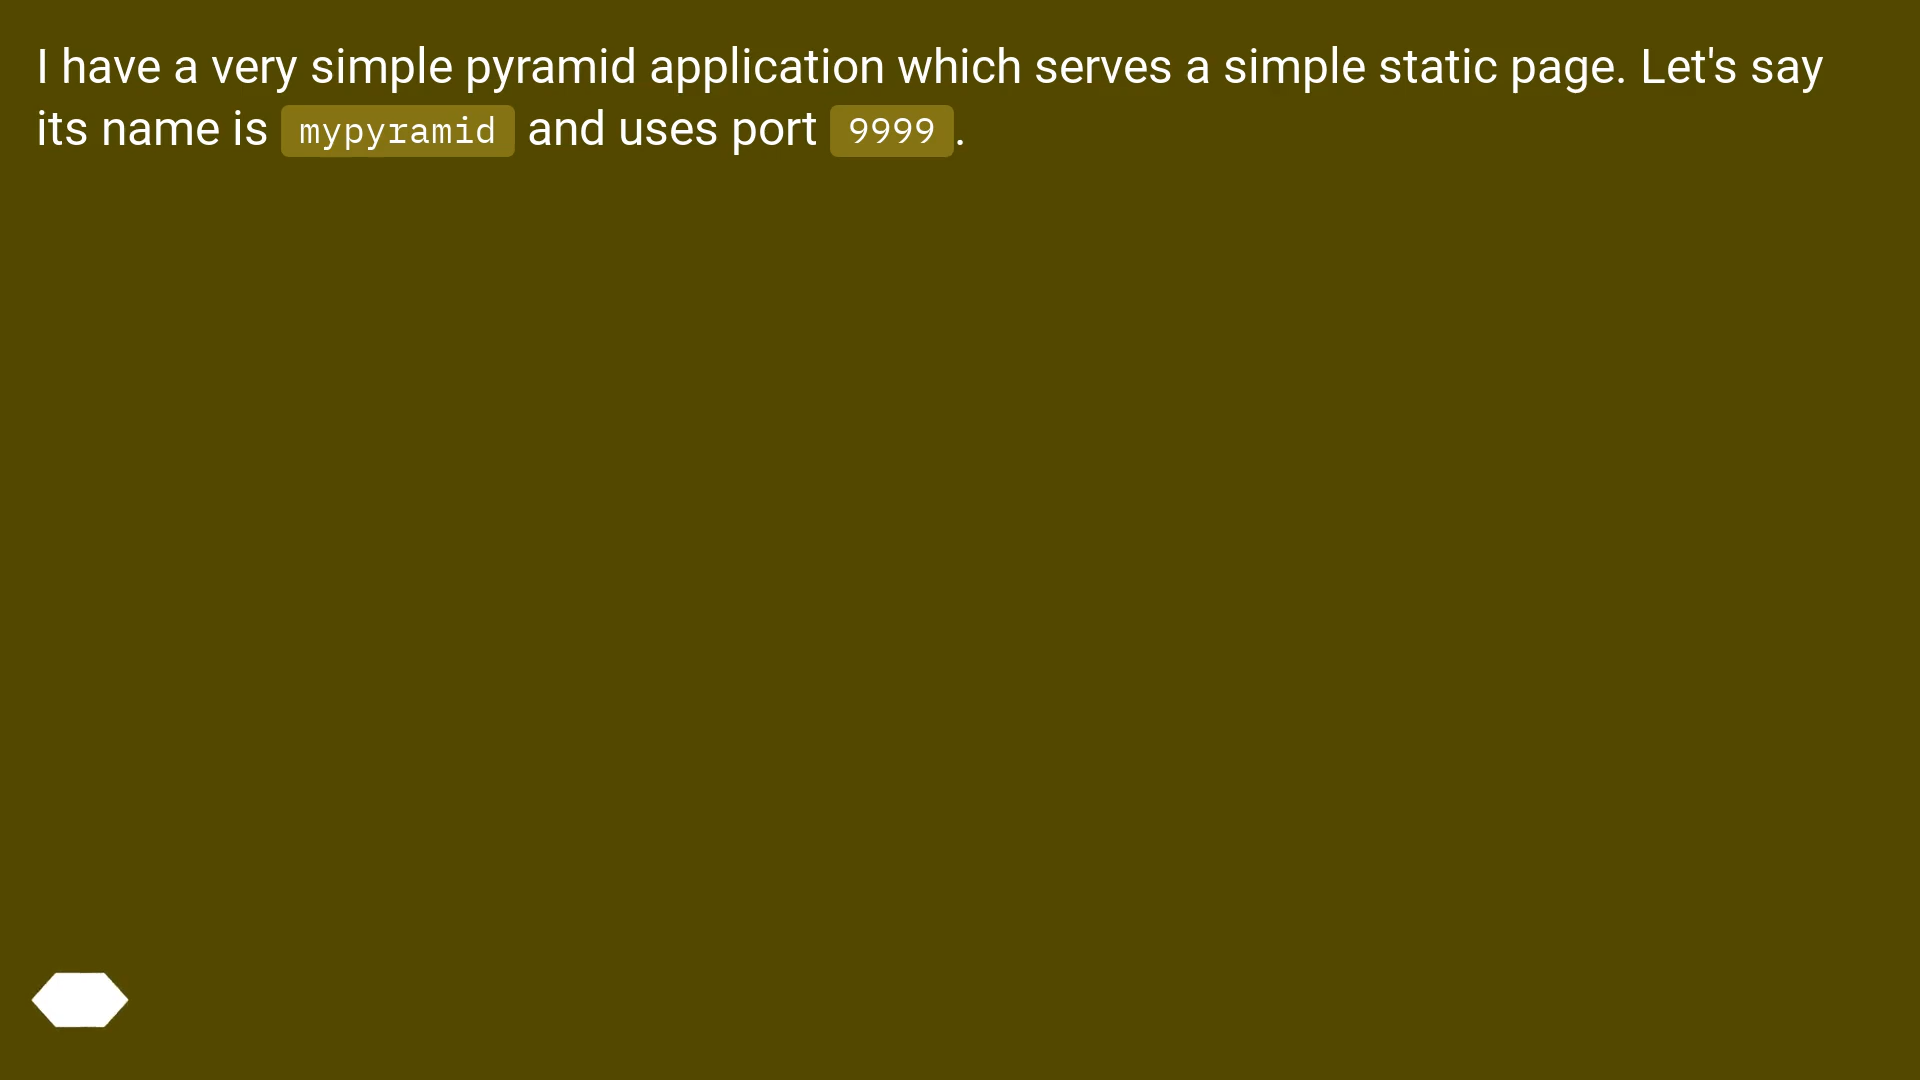 I have a very simple pyramid application which serves a simple static page. Let's say
its name is mypyramid and uses port 9999.